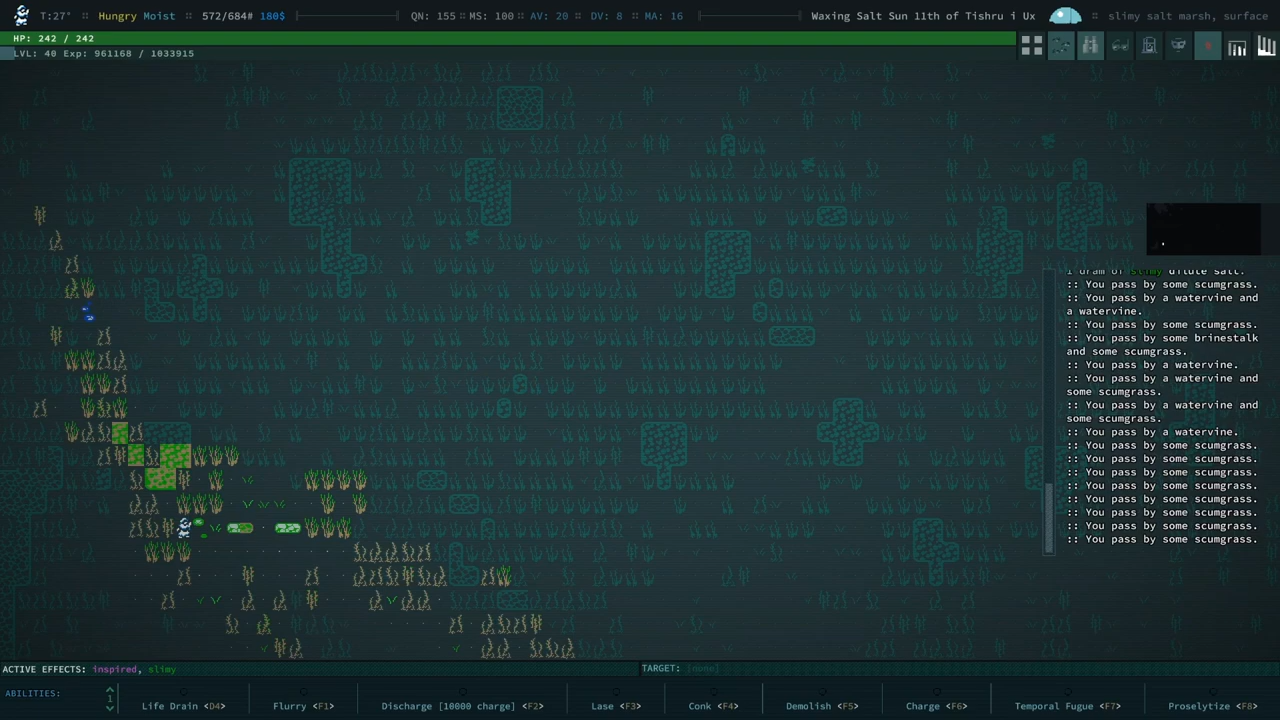 T:27° :: Hungry Moist :: 572/684# 180$ QN: 155 :: MS: 100 :: AV: 20 :: DV: 8 :: MA: 16 Waxing Salt Sun 11th of Tishru i Ux :: slimy salt marsh, surface
HP: 242 / 242
LVL: 40 Exp: 961168 / 1033915
1 dram of slimy dilute salt.
:: You pass by some scumgrass.
:: You pass by a watervine and
a watervine.
:: You pass by some scumgrass.
:: You pass by some brinestalk
and some scumgrass.
:: You pass by a watervine.
:: You pass by a watervine and
some scumgrass.
:: You pass by a watervine and
some scumgrass.
:: You pass by a watervine.
:: You pass by some scumgrass.
:: You pass by some scumgrass.
:: You pass by some scumgrass.
:: You pass by some scumgrass.
:: You pass by some scumgrass.
:: You pass by some scumgrass.
:: You pass by some scumgrass.
:: You pass by some scumgrass.
ACTIVE EFFECTS: inspired, slimy TARGET: [none]
ABILITIES: 1 Life Drain <D4> Flurry <F1> Discharge [10000 charge] <F2> Lase <F3> Conk <F4> Demolish <F5> Charge <F6> Temporal Fugue <F7> Proselytize <F8>